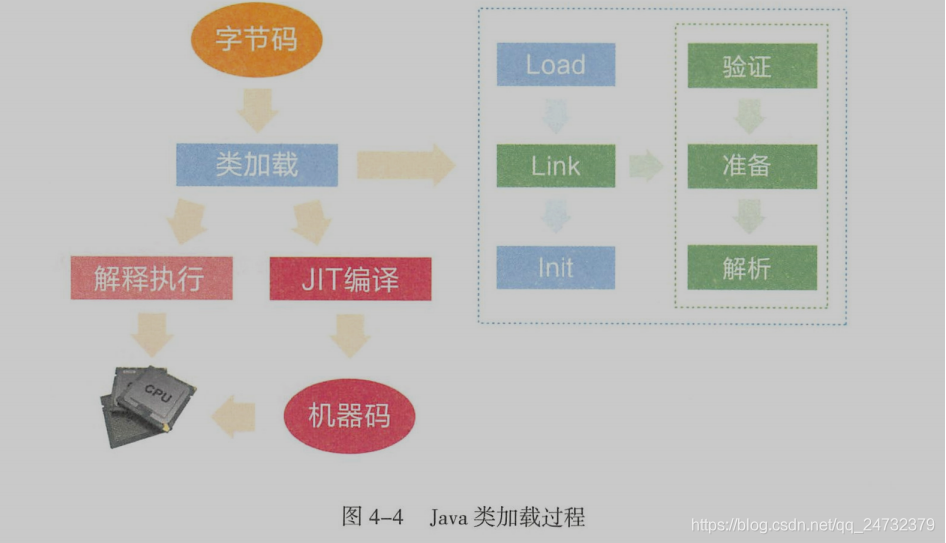 字节码
类加载
解释执行
JIT编译
CPU
机器码
Load
Link
Init
验证
准备
解析
图 4-4 Java 类加载过程
https://blog.csdn.net/qq_24732379